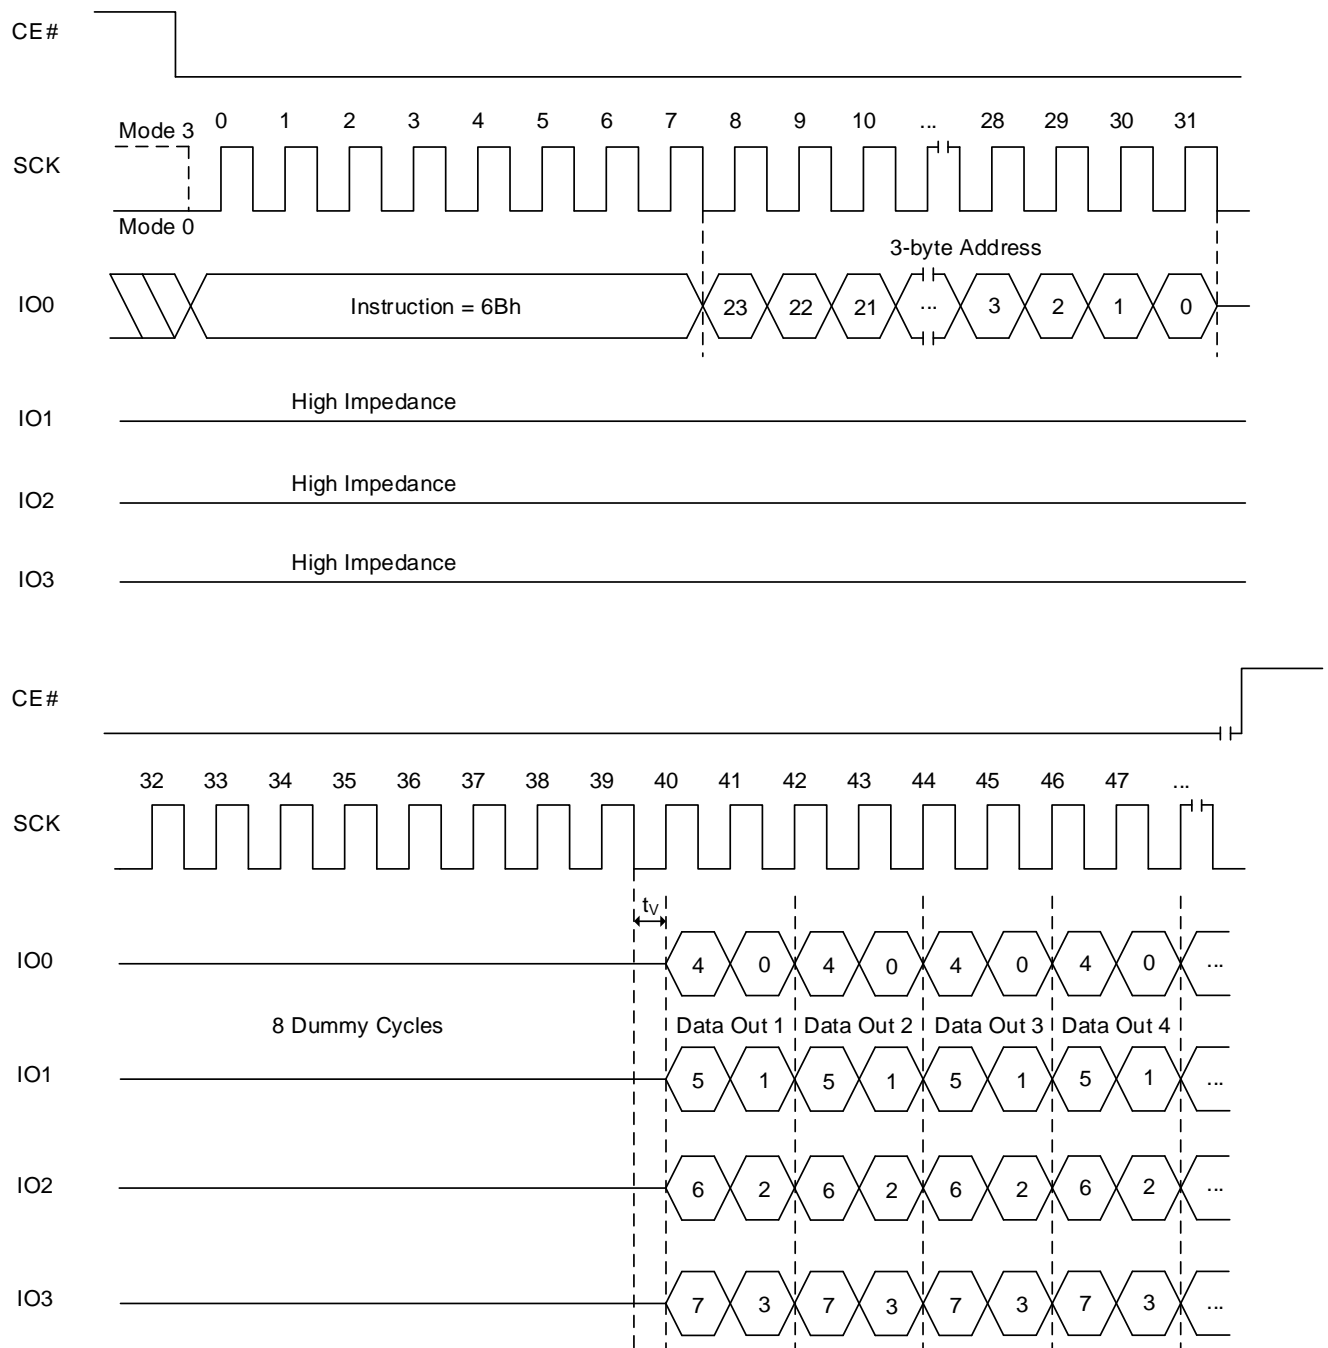 CE#
Mode 3 0 1 2 3 4 5 6 7 8 9 10 ... 28 29 30 31
SCK
Mode 0
3-byte Address
IO0 Instruction = 6Bh 23 22 21 ... 3 2 1 0
High Impedance
IO1
High Impedance
IO2
High Impedance
IO3
CE#
32 33 34 35 36 37 38 39 40 41 42 43 44 45 46 47 ...
SCK
tV
IO0 4 0 4 0 4 0 4 0 ...
8 Dummy Cycles Data Out 1 Data Out 2 Data Out 3 Data Out 4
IO1 5 1 5 1 5 1 5 1 ...
IO2 6 2 6 2 6 2 6 2 ...
IO3 7 3 7 3 7 3 7 3 ...